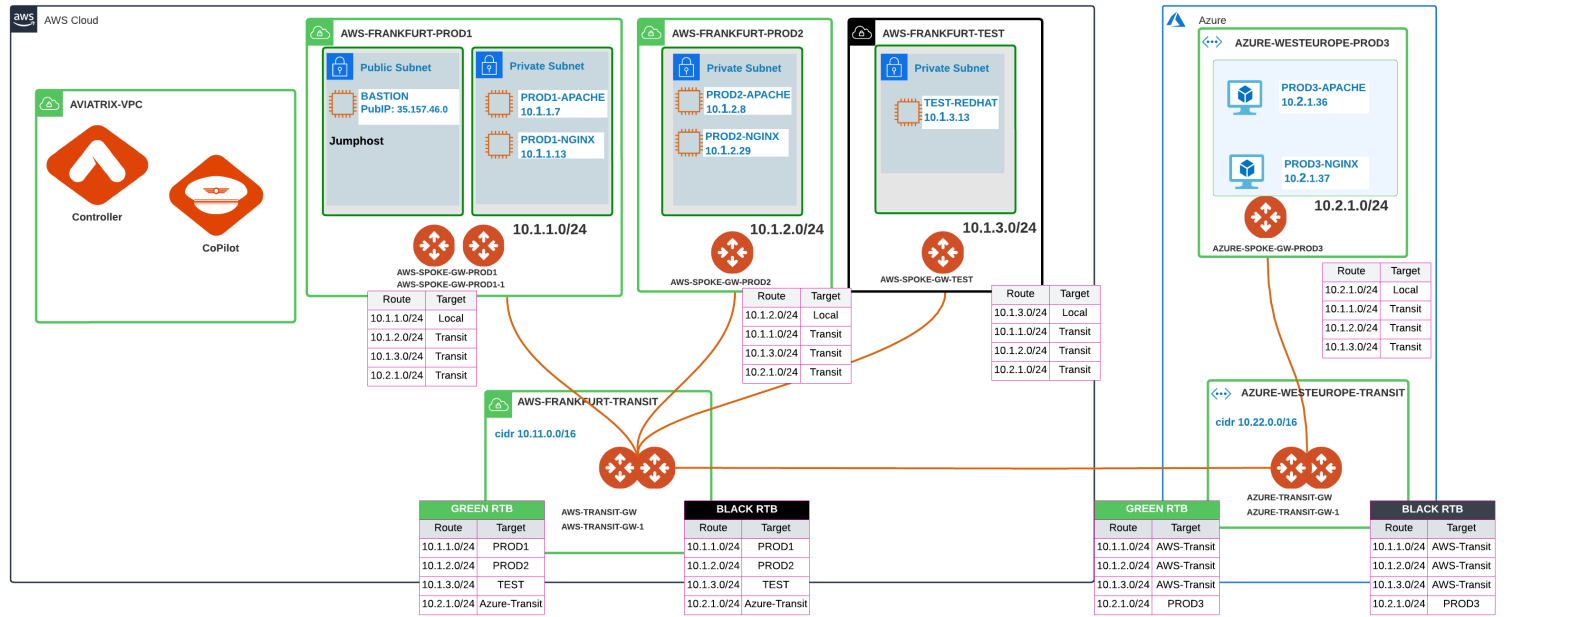 aws
AWS Cloud
AVIATRIX-VPC
Controller
CoPilot
AWS-FRANKFURT-PROD1
Public Subnet
BASTION
PubIP: 35.157.46.0
Jumphost
Private Subnet
PROD1-APACHE
10.1.1.7
PROD1-NGINX
10.1.1.13
10.1.1.0/24
AWS-SPOKE-GW-PROD1
AWS-SPOKE-GW-PROD1-1
Route Target
10.1.1.0/24 Local
10.1.2.0/24 Transit
10.1.3.0/24 Transit
10.2.1.0/24 Transit
AWS-FRANKFURT-PROD2
Private Subnet
PROD2-APACHE
10.1.2.8
PROD2-NGINX
10.1.2.29
10.1.2.0/24
AWS-SPOKE-GW-PROD2
Route Target
10.1.2.0/24 Local
10.1.1.0/24 Transit
10.1.3.0/24 Transit
10.2.1.0/24 Transit
AWS-FRANKFURT-TEST
Private Subnet
TEST-REDHAT
10.1.3.13
10.1.3.0/24
AWS-SPOKE-GW-TEST
Route Target
10.1.3.0/24 Local
10.1.1.0/24 Transit
10.1.2.0/24 Transit
10.2.1.0/24 Transit
Azure
AZURE-WESTEUROPE-PROD3
PROD3-APACHE
10.2.1.36
PROD3-NGINX
10.2.1.37
10.2.1.0/24
AZURE-SPOKE-GW-PROD3
Route Target
10.2.1.0/24 Local
10.1.1.0/24 Transit
10.1.2.0/24 Transit
10.1.3.0/24 Transit
AWS-FRANKFURT-TRANSIT
cidr 10.11.0.0/16
AWS-TRANSIT-GW
AWS-TRANSIT-GW-1
GREEN RTB
Route Target
10.1.1.0/24 PROD1
10.1.2.0/24 PROD2
10.1.3.0/24 TEST
10.2.1.0/24 Azure-Transit
BLACK RTB
Route Target
10.1.1.0/24 PROD1
10.1.2.0/24 PROD2
10.1.3.0/24 TEST
10.2.1.0/24 Azure-Transit
AZURE-WESTEUROPE-TRANSIT
cidr 10.22.0.0/16
AZURE-TRANSIT-GW
AZURE-TRANSIT-GW-1
GREEN RTB
Route Target
10.1.1.0/24 AWS-Transit
10.1.2.0/24 AWS-Transit
10.1.3.0/24 AWS-Transit
10.2.1.0/24 PROD3
BLACK RTB
Route Target
10.1.1.0/24 AWS-Transit
10.1.2.0/24 AWS-Transit
10.1.3.0/24 AWS-Transit
10.2.1.0/24 PROD3